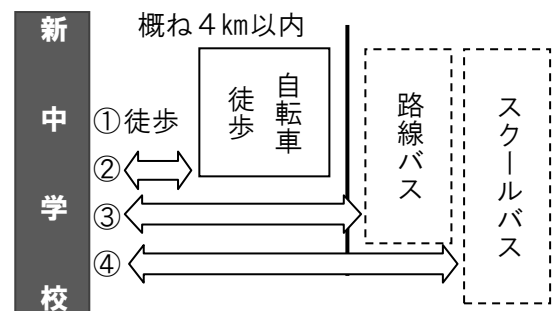 新中学校
概ね４㎞以内
①徒歩
②
③
④
徒歩
自転車
路線バス
スクールバス